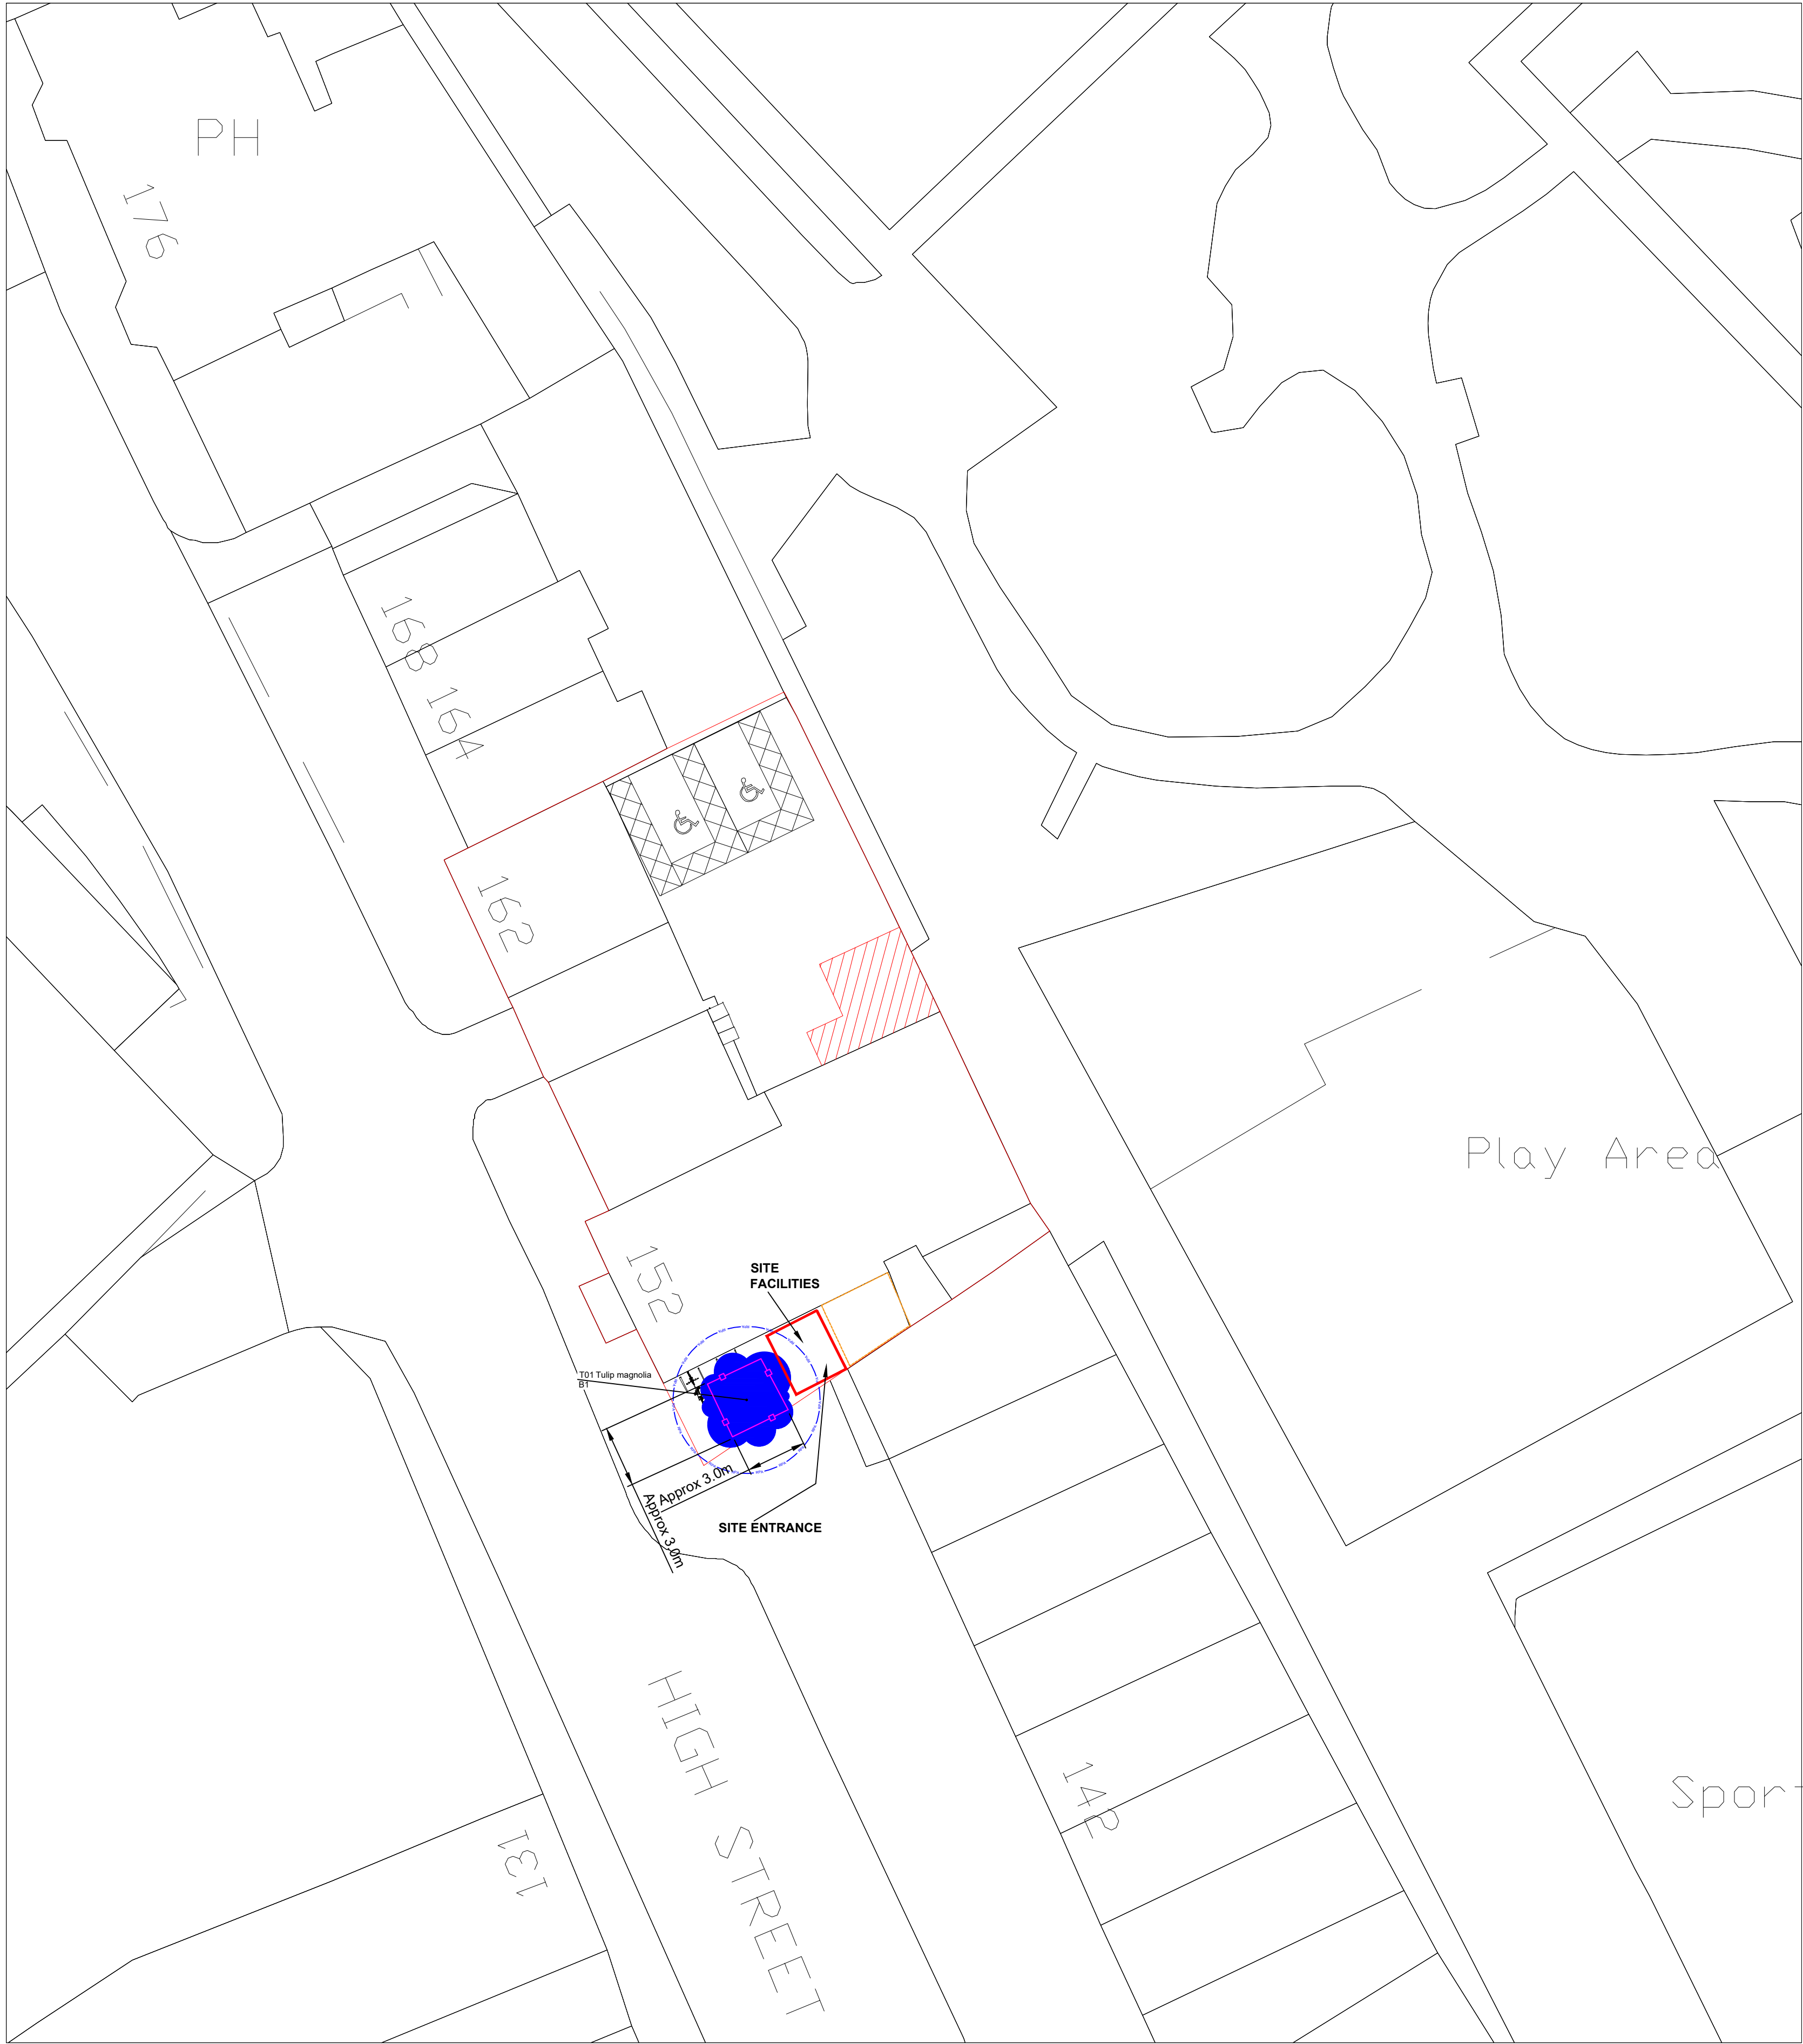 PH
176
168
164
162
Play Area
152
SITE
FACILITIES
T01 Tulip magnolia
B1
Approx 3.0m
Approx 3.0m
SITE ENTRANCE
HIGH STREET
142
131
Spor